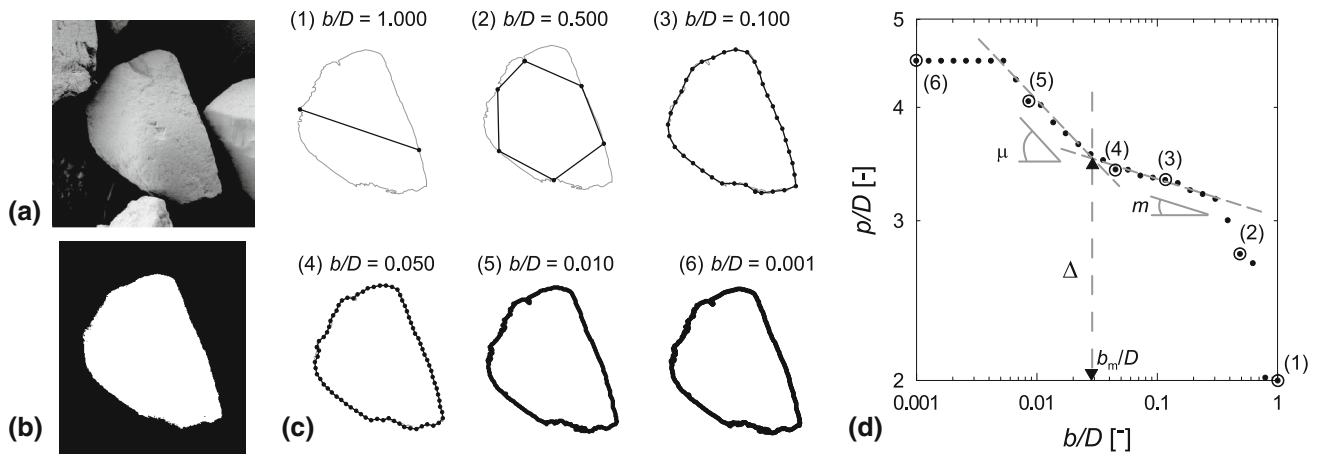 (a)
(b)
(1) b/D = 1.000
(2) b/D = 0.500
(3) b/D = 0.100
(4) b/D = 0.050
(5) b/D = 0.010
(6) b/D = 0.001
(c)
5
4
3
2
p/D [-]
(6)
(5)
(4)
(3)
(2)
(1)
μ
m
Δ
bm/D
0.001
0.01
0.1
1
(d)
b/D [-]